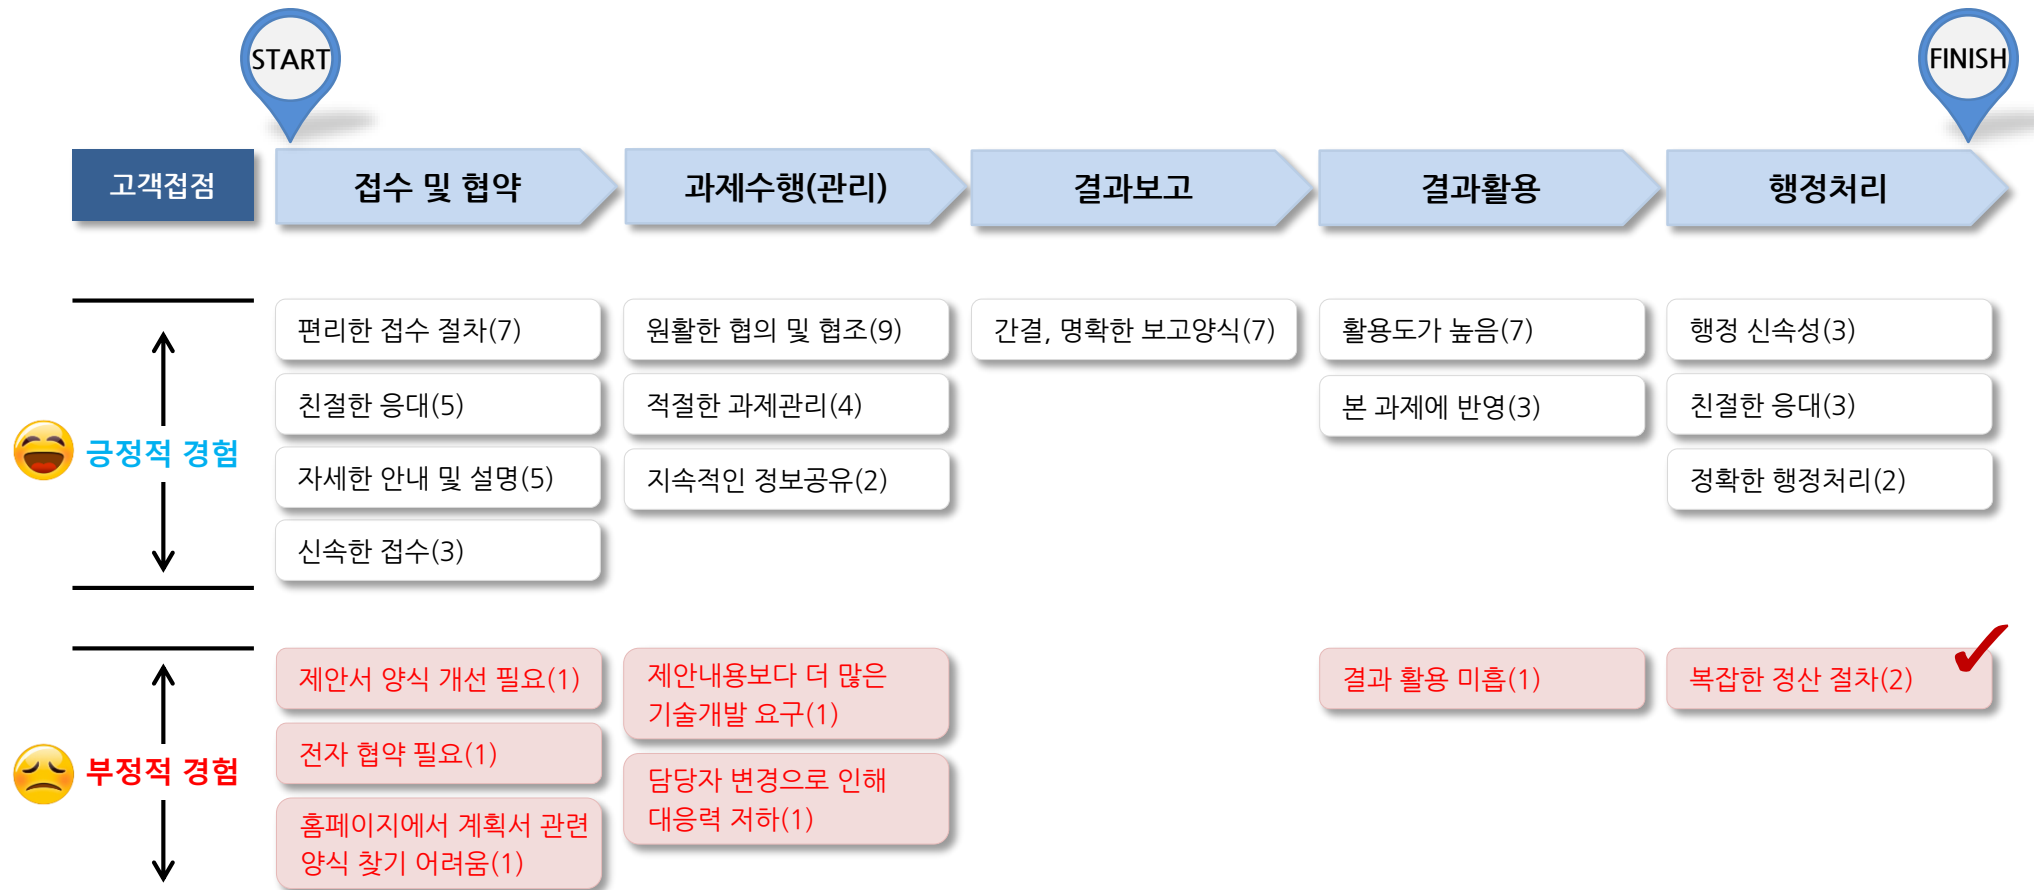 START
FINISH
고객접점
접수 및 협약
과제수행(관리)
결과보고
결과활용
행정처리
긍정적 경험
편리한 접수 절차(7)
친절한 응대(5)
자세한 안내 및 설명(5)
신속한 접수(3)
원활한 협의 및 협조(9)
적절한 과제관리(4)
지속적인 정보공유(2)
간결, 명확한 보고양식(7)
활용도가 높음(7)
본 과제에 반영(3)
행정 신속성(3)
친절한 응대(3)
정확한 행정처리(2)
부정적 경험
제안서 양식 개선 필요(1)
전자 협약 필요(1)
홈페이지에서 계획서 관련
양식 찾기 어려움(1)
제안내용보다 더 많은
기술개발 요구(1)
담당자 변경으로 인해
대응력 저하(1)
결과 활용 미흡(1)
복잡한 정산 절차(2)